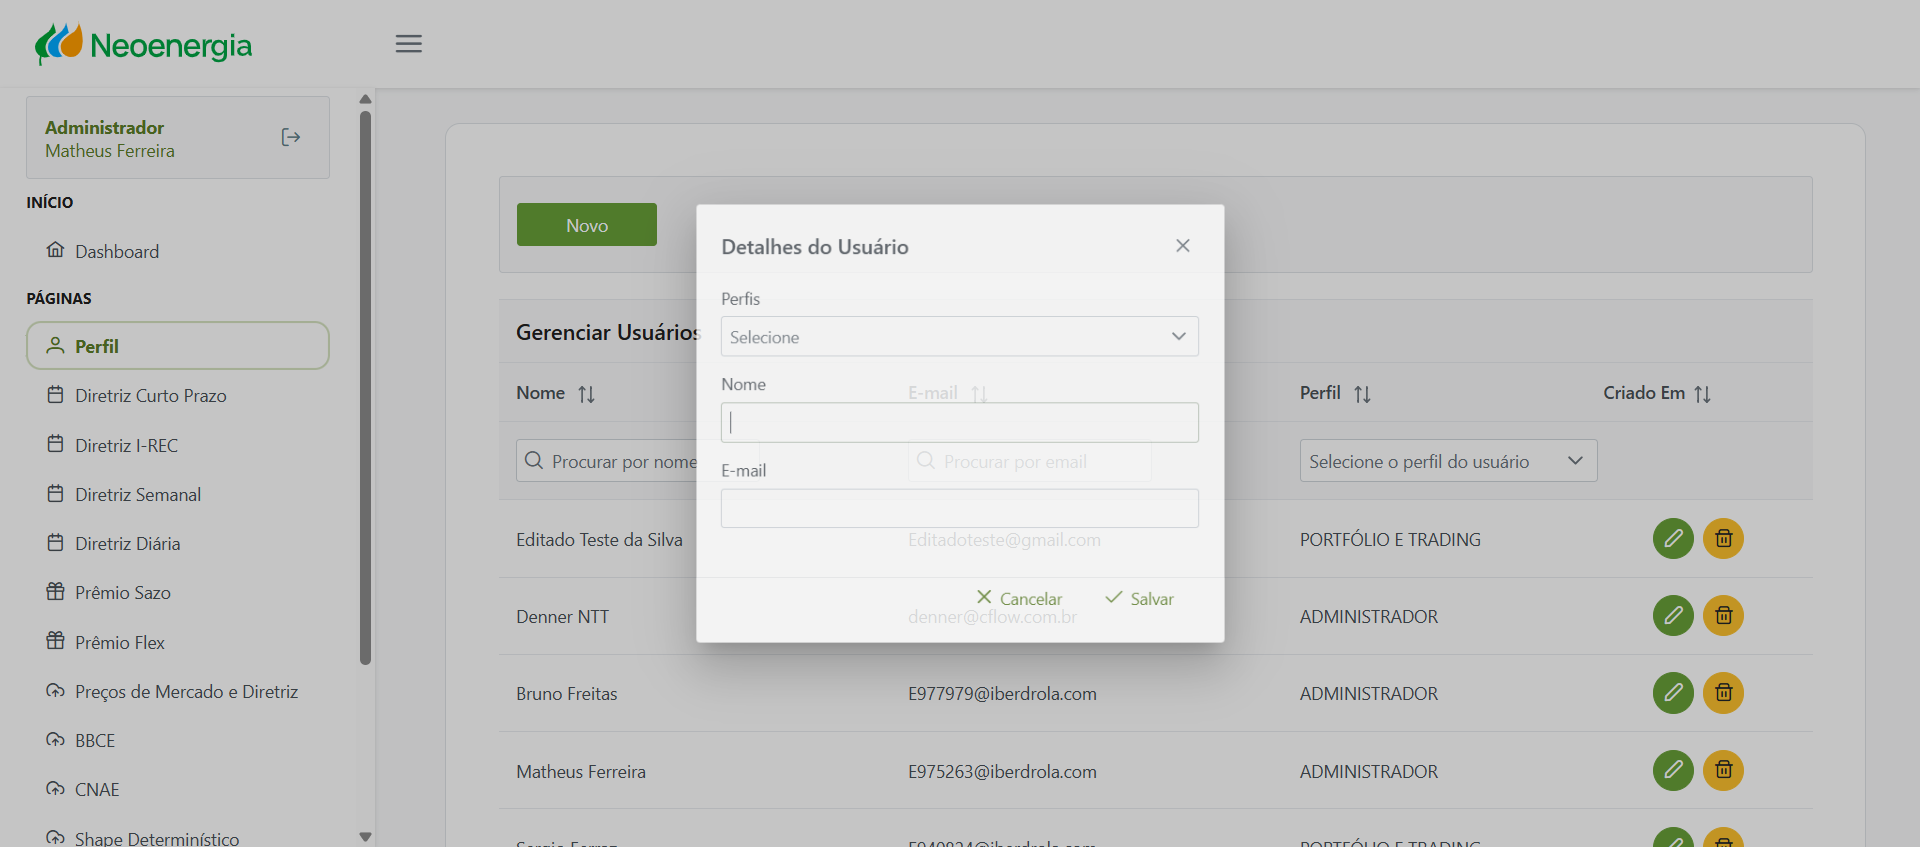 Neoenergia
Administrador
Matheus Ferreira
INÍCIO
Dashboard
PÁGINAS
Perfil
Diretriz Curto Prazo
Diretriz I-REC
Diretriz Semanal
Diretriz Diária
Prêmio Sazo
Prêmio Flex
Preços de Mercado e Diretriz
BBCE
CNAE
Shape Determinístico
Novo
Gerenciar Usuários
Nome
E-mail
Perfil
Criado Em
Procurar por nome
Procurar por email
Selecione o perfil do usuário
Editado Teste da Silva
Editadoteste@gmail.com
PORTFÓLIO E TRADING
Denner NTT
denner@cflow.com.br
ADMINISTRADOR
Bruno Freitas
E977979@iberdrola.com
ADMINISTRADOR
Matheus Ferreira
E975263@iberdrola.com
ADMINISTRADOR
Detalhes do Usuário
Perfis
Selecione
Nome
E-mail
Cancelar
Salvar